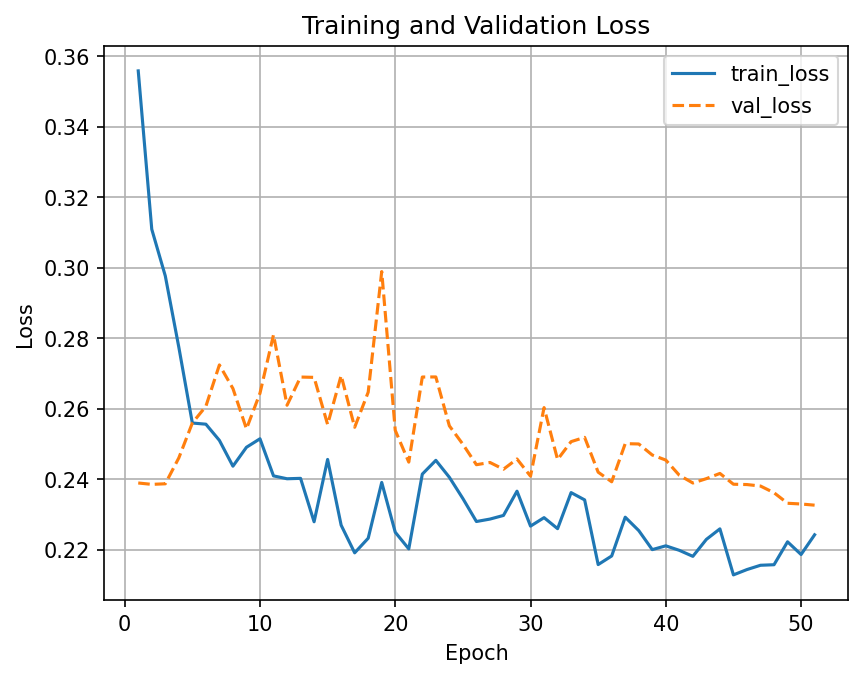 Training and Validation Loss
train_loss
val_loss
0.36
0.34
0.32
0.30
0.28
0.26
0.24
0.22
Loss
0 10 20 30 40 50
Epoch